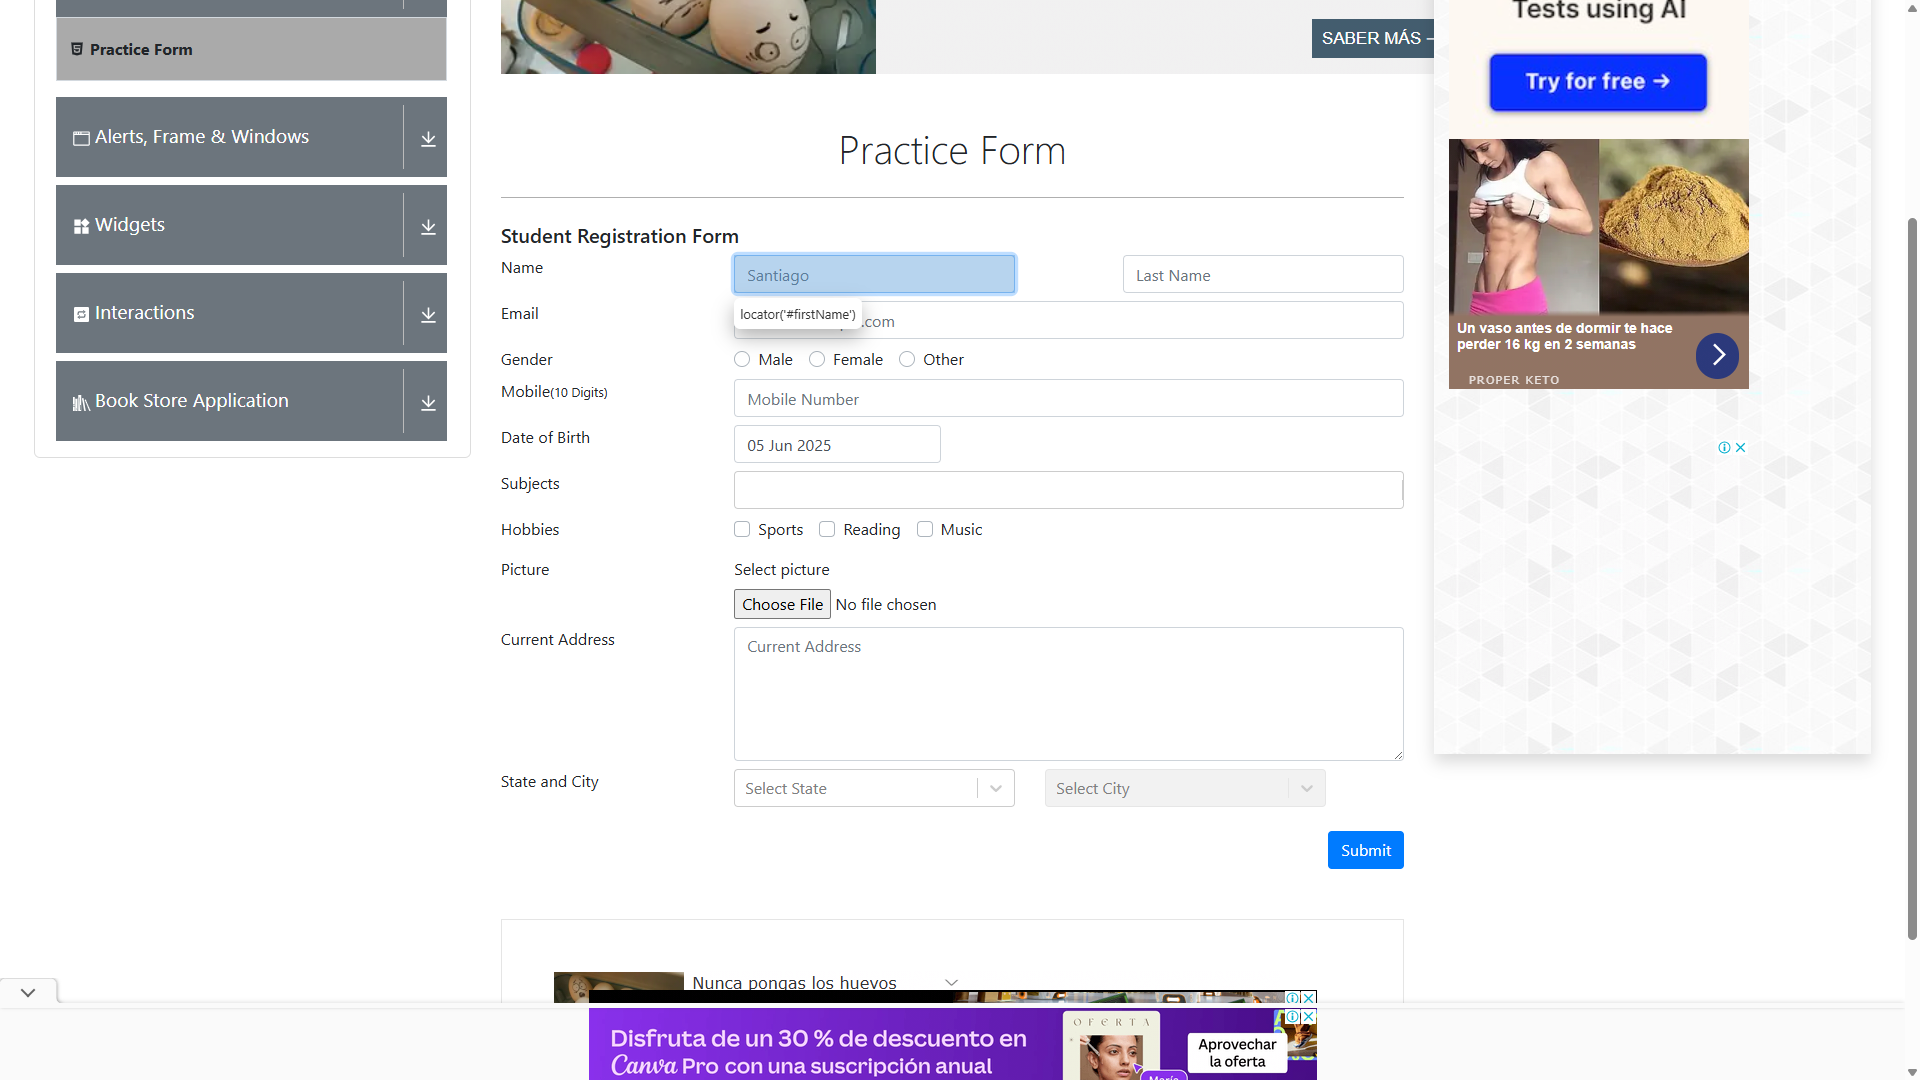 Practice Form
Alerts, Frame & Windows
Widgets
Interactions
Book Store Application
SABER MÁS
Practice Form
Student Registration Form
Name
Santiago
Last Name
locator('#firstName')
Email
.com
Gender
Male
Female
Other
Mobile(10 Digits)
Mobile Number
Date of Birth
05 Jun 2025
Subjects
Hobbies
Sports
Reading
Music
Picture
Select picture
Choose File
No file chosen
Current Address
Current Address
State and City
Select State
Select City
Submit
Nunca pongas los huevos
Tests using AI
Try for free →
Un vaso antes de dormir te hace
perder 16 kg en 2 semanas
PROPER KETO
Disfruta de un 30 % de descuento en
Canva Pro con una suscripción anual
OFERTA
María
Aprovechar
la oferta